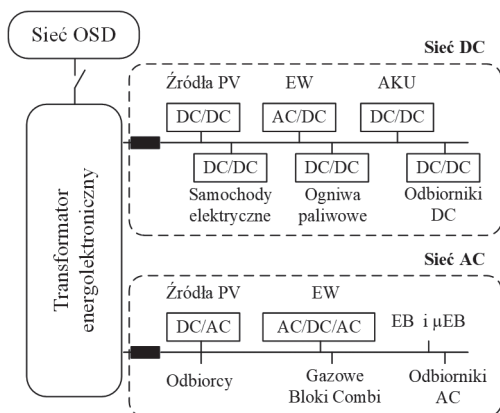 Sieć OSD
Sieć DC
Źródła PV EW AKU
DC/DC AC/DC DC/DC
DC/DC DC/DC DC/DC
Samochody elektryczne
Ogniwa paliwowe
Odbiorniki DC
Transformator
energolektroniczny
Sieć AC
Źródła PV EW
DC/AC AC/DC/AC EB i µEB
Odbiorcy
Gazowe Bloki Combi
Odbiorniki AC